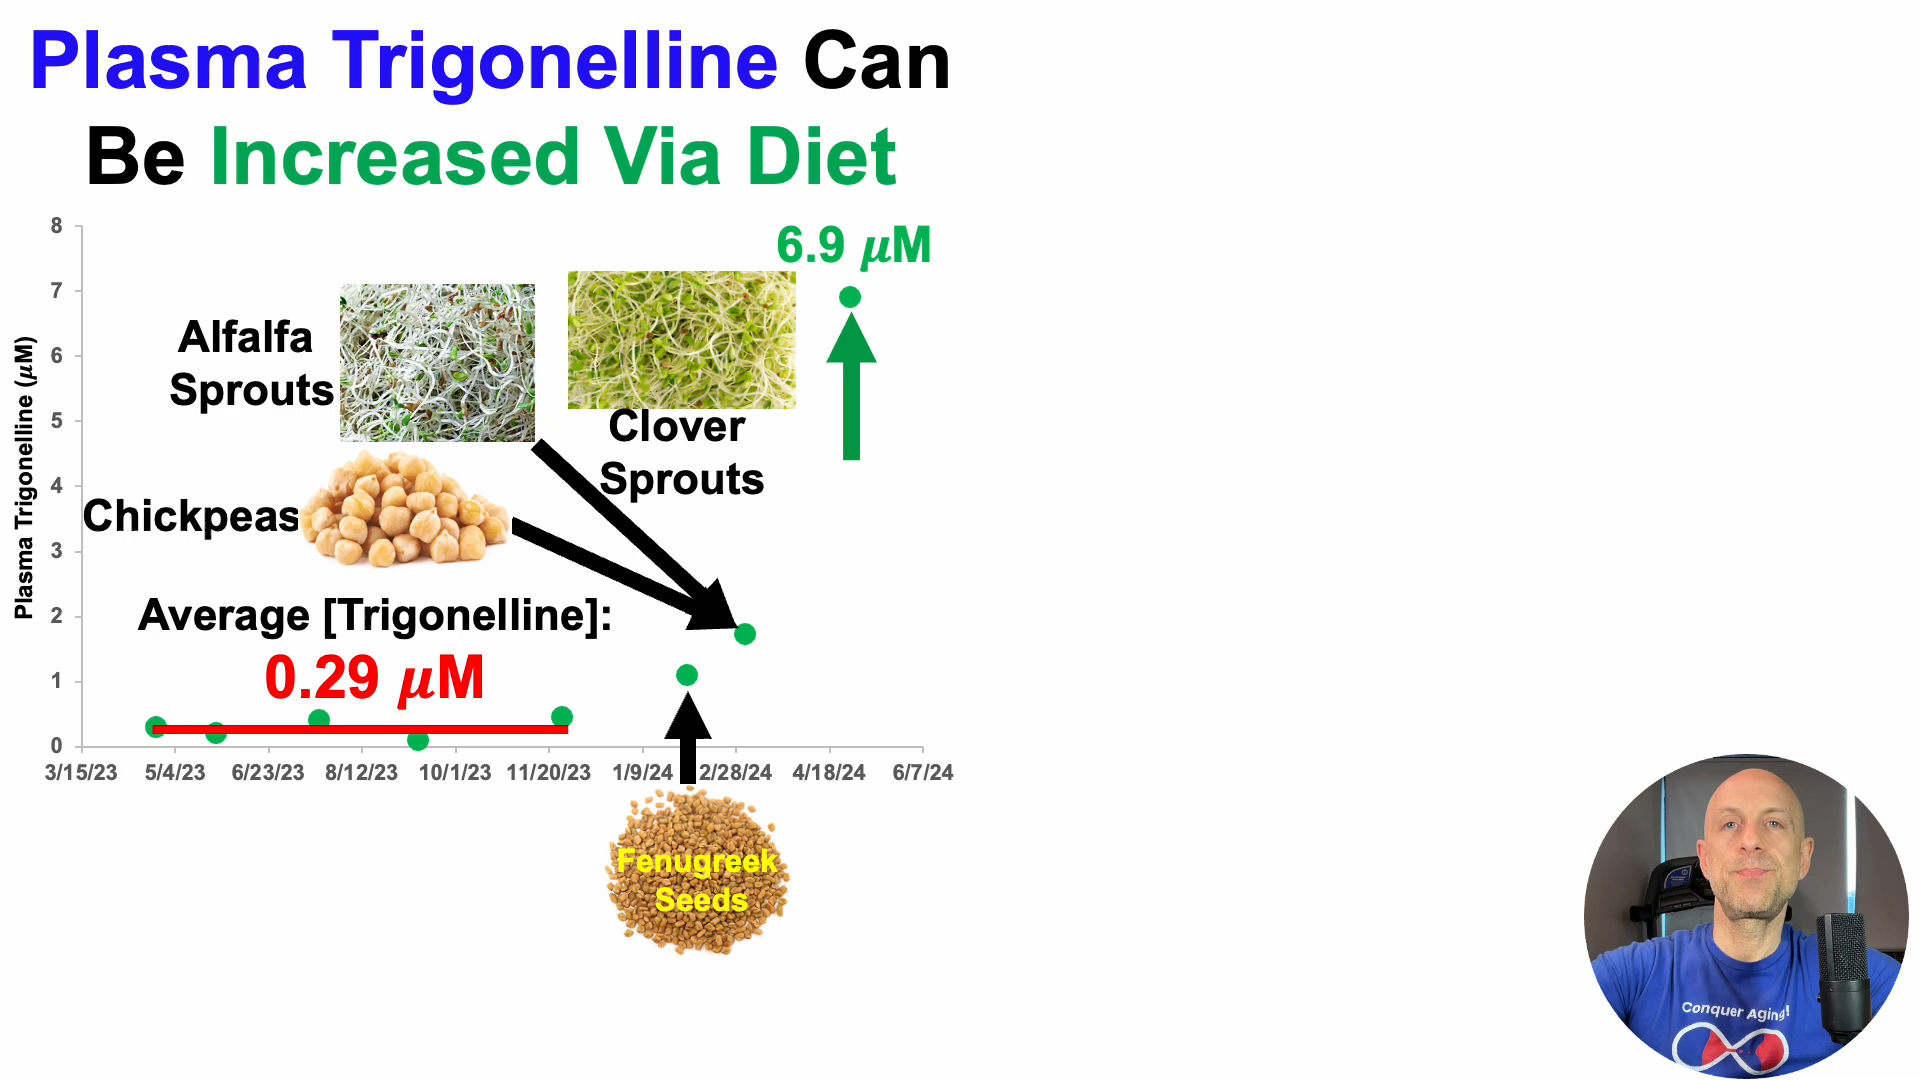 Plasma Trigonelline Can
Be Increased Via Diet
8
7
6
5
4
3
2
1
0
Plasma Trigonelline (μM)
6.9 μM
Alfalfa
Sprouts
Clover
Sprouts
Chickpeas
Average [Trigonelline]:
0.29 μM
3/15/23 5/4/23 6/23/23 8/12/23 10/1/23 11/20/23 1/9/24 2/28/24 4/18/24 6/7/24
Fenugreek
Seeds
Conquer Aging!